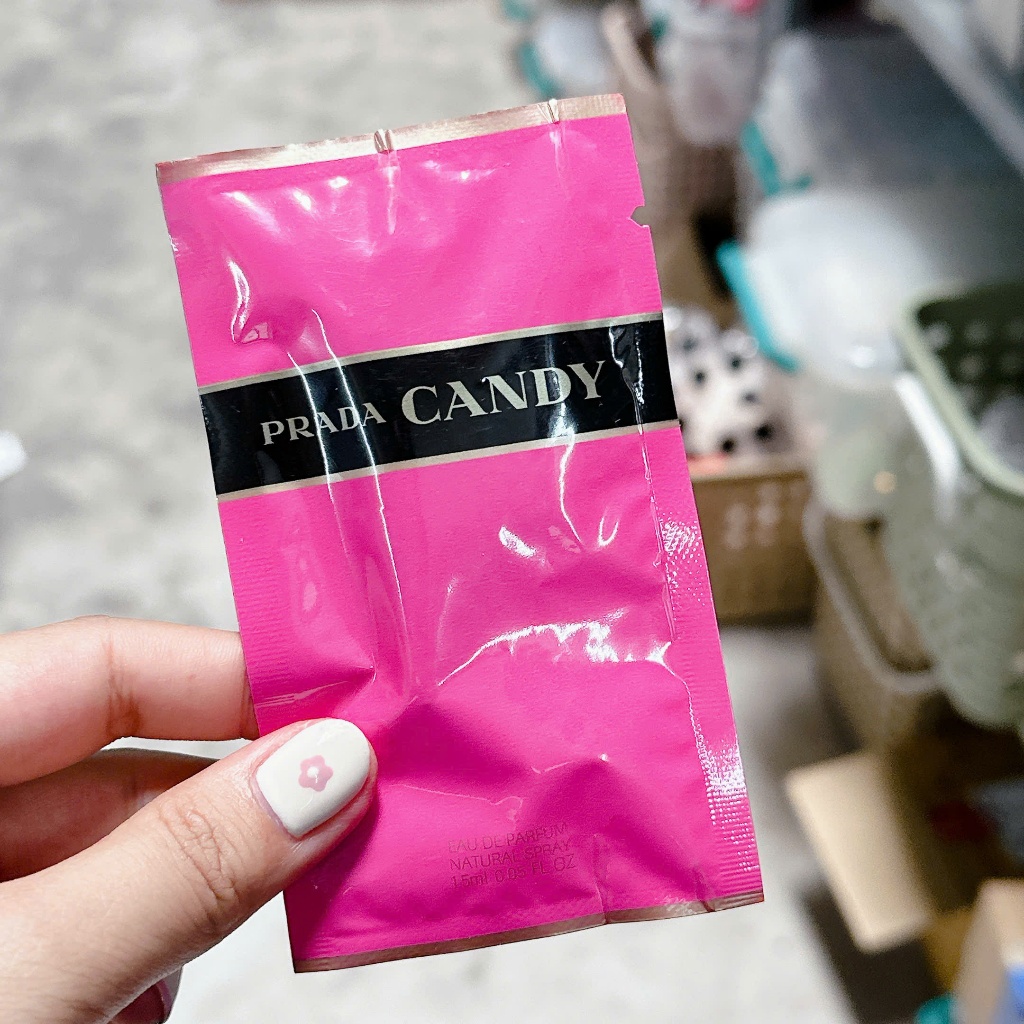 PRADA CANDY
EAU DE PARFUM
NATURAL SPRAY
1.5ml 0.05 FL OZ